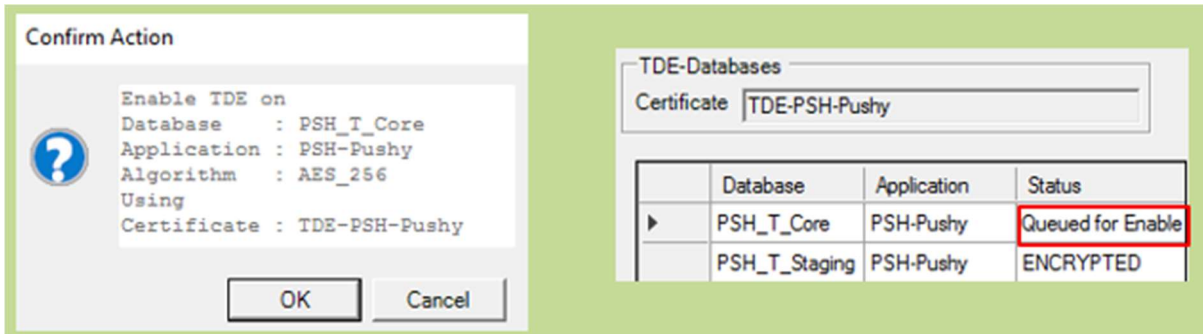 Confirm Action
Enable TDE on
Database    : PSH_T_Core
Application : PSH-Pushy
Algorithm   : AES_256
Using
Certificate : TDE-PSH-Pushy
OK Cancel
TDE-Databases
Certificate TDE-PSH-Pushy
Database Application Status
PSH_T_Core PSH-Pushy Queued for Enable
PSH_T_Staging PSH-Pushy ENCRYPTED